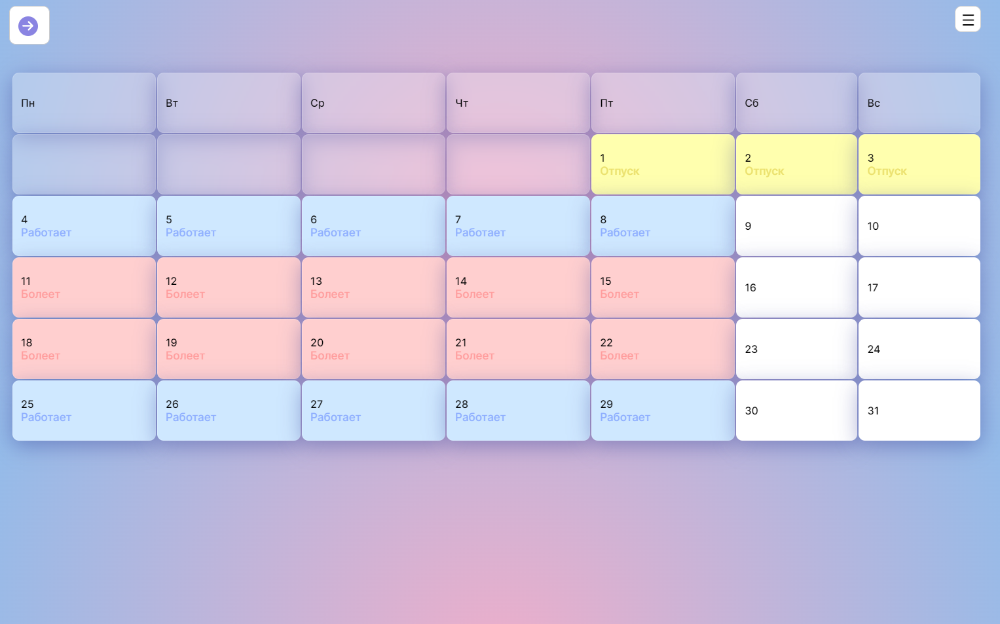 Пн
Вт
Ср
Чт
Пт
Сб
Вс
1
Отпуск
2
Отпуск
3
Отпуск
4
Работает
5
Работает
6
Работает
7
Работает
8
Работает
9
10
11
Болеет
12
Болеет
13
Болеет
14
Болеет
15
Болеет
16
17
18
Болеет
19
Болеет
20
Болеет
21
Болеет
22
Болеет
23
24
25
Работает
26
Работает
27
Работает
28
Работает
29
Работает
30
31